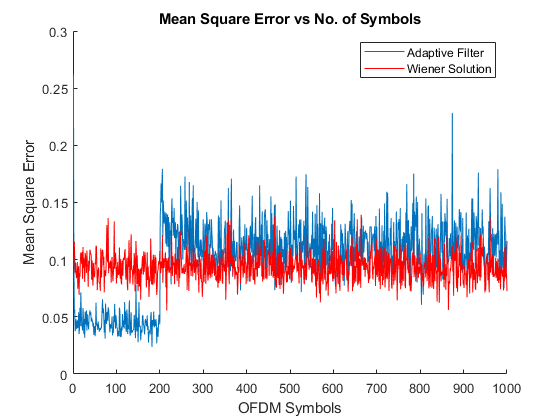 Mean Square Error vs No. of Symbols
0.3
0.25
0.2
0.15
0.1
0.05
0
Mean Square Error
Adaptive Filter
Wiener Solution
0 100 200 300 400 500 600 700 800 900 1000
OFDM Symbols